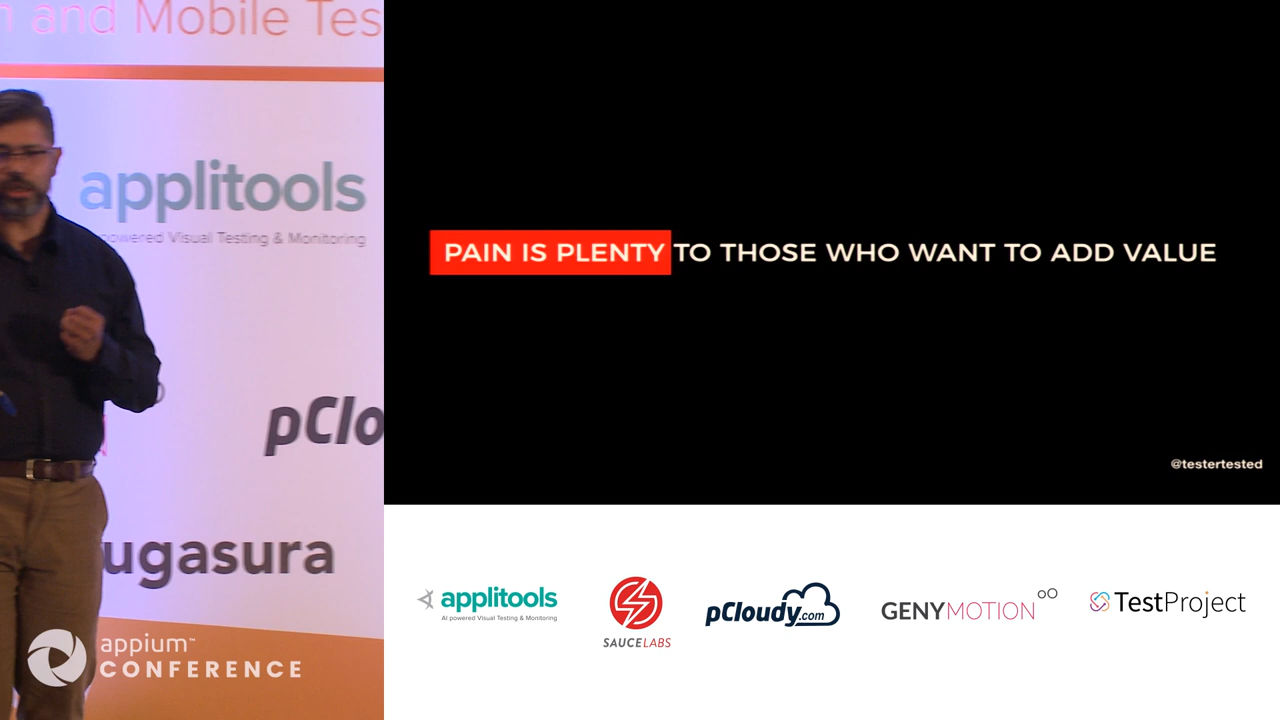 and Mobile Tes
applitools
powered Visual Testing & Monitoring
pClo
ugasura
appium™
CONFERENCE
PAIN IS PLENTY TO THOSE WHO WANT TO ADD VALUE
@testertested
applitools
AI powered Visual Testing & Monitoring
SAUCELABS
pCloudy.com
GENYMOTION
TestProject